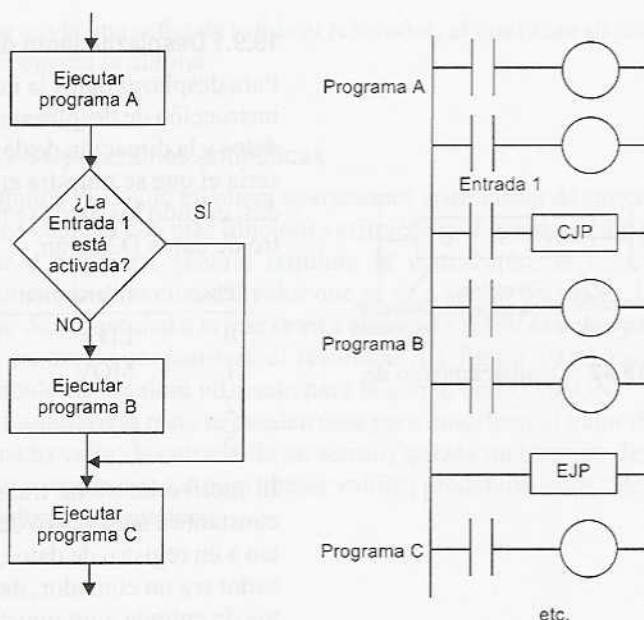 Ejecutar
programa A
¿La
Entrada 1
está
activada?
SÍ
NO
Ejecutar
programa B
Ejecutar
programa C
Programa A
Entrada 1
CJP
Programa B
EJP
Programa C
etc.